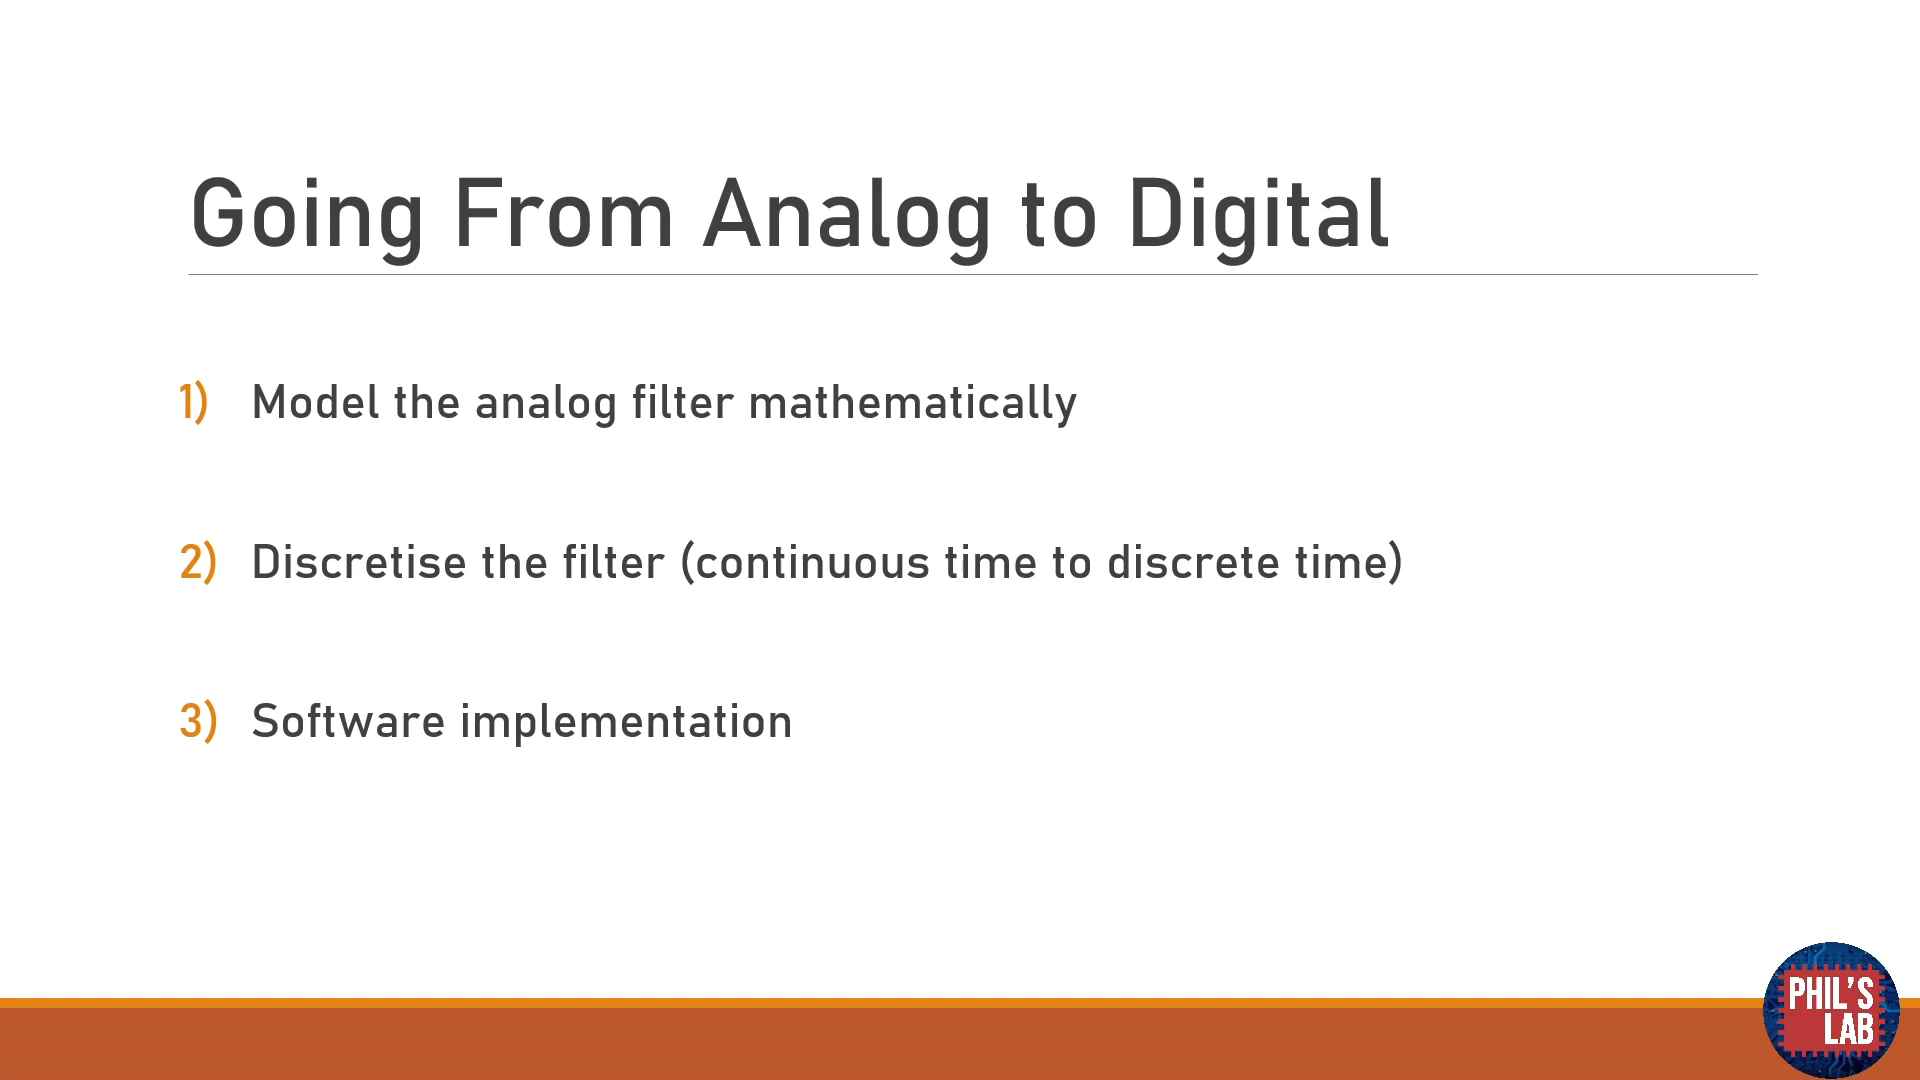 Going From Analog to Digital
1) Model the analog filter mathematically
2) Discretise the filter (continuous time to discrete time)
3) Software implementation
PHIL'S
LAB